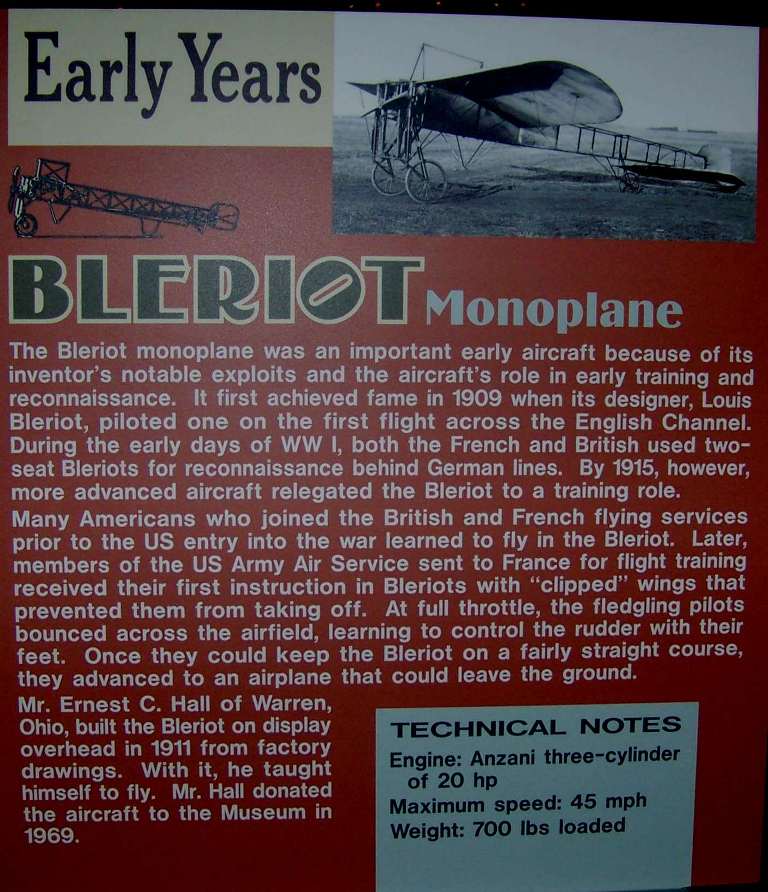 Early Years
BLERIOT Monoplane
The Bleriot monoplane was an important early aircraft because of its
inventor's notable exploits and the aircraft's role in early training and
reconnaissance. It first achieved fame in 1909 when its designer, Louis
Bleriot, piloted one on the first flight across the English Channel.
During the early days of WW I, both the French and British used two-
seat Bleriots for reconnaissance behind German lines. By 1915, however,
more advanced aircraft relegated the Bleriot to a training role.
Many Americans who joined the British and French flying services
prior to the US entry into the war learned to fly in the Bleriot. Later,
members of the US Army Air Service sent to France for flight training
received their first instruction in Bleriots with "clipped" wings that
prevented them from taking off. At full throttle, the fledgling pilots
bounced across the airfield, learning to control the rudder with their
feet. Once they could keep the Bleriot on a fairly straight course,
they advanced to an airplane that could leave the ground.
Mr. Ernest C. Hall of Warren,
Ohio, built the Bleriot on display
overhead in 1911 from factory
drawings. With it, he taught
himself to fly. Mr. Hall donated
the aircraft to the Museum in
1969.
TECHNICAL NOTES
Engine: Anzani three-cylinder
of 20 hp
Maximum speed: 45 mph
Weight: 700 lbs loaded